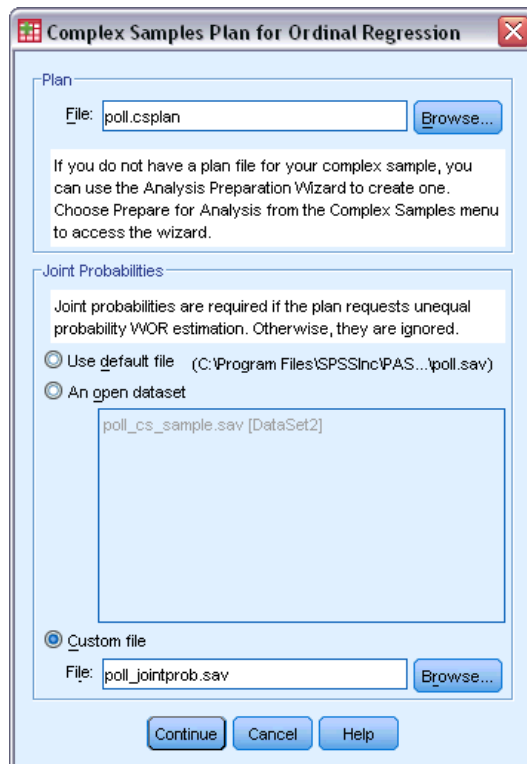 Complex Samples Plan for Ordinal Regression
Plan
File: poll.csplan Browse...
If you do not have a plan file for your complex sample, you
can use the Analysis Preparation Wizard to create one.
Choose Prepare for Analysis from the Complex Samples menu
to access the wizard.
Joint Probabilities
Joint probabilities are required if the plan requests unequal
probability WOR estimation. Otherwise, they are ignored.
Use default file (C:\Program Files\SPSSInc\PAS...\poll.sav)
An open dataset
poll_cs_sample.sav [DataSet2]
Custom file
File: poll_jointprob.sav Browse...
Continue Cancel Help